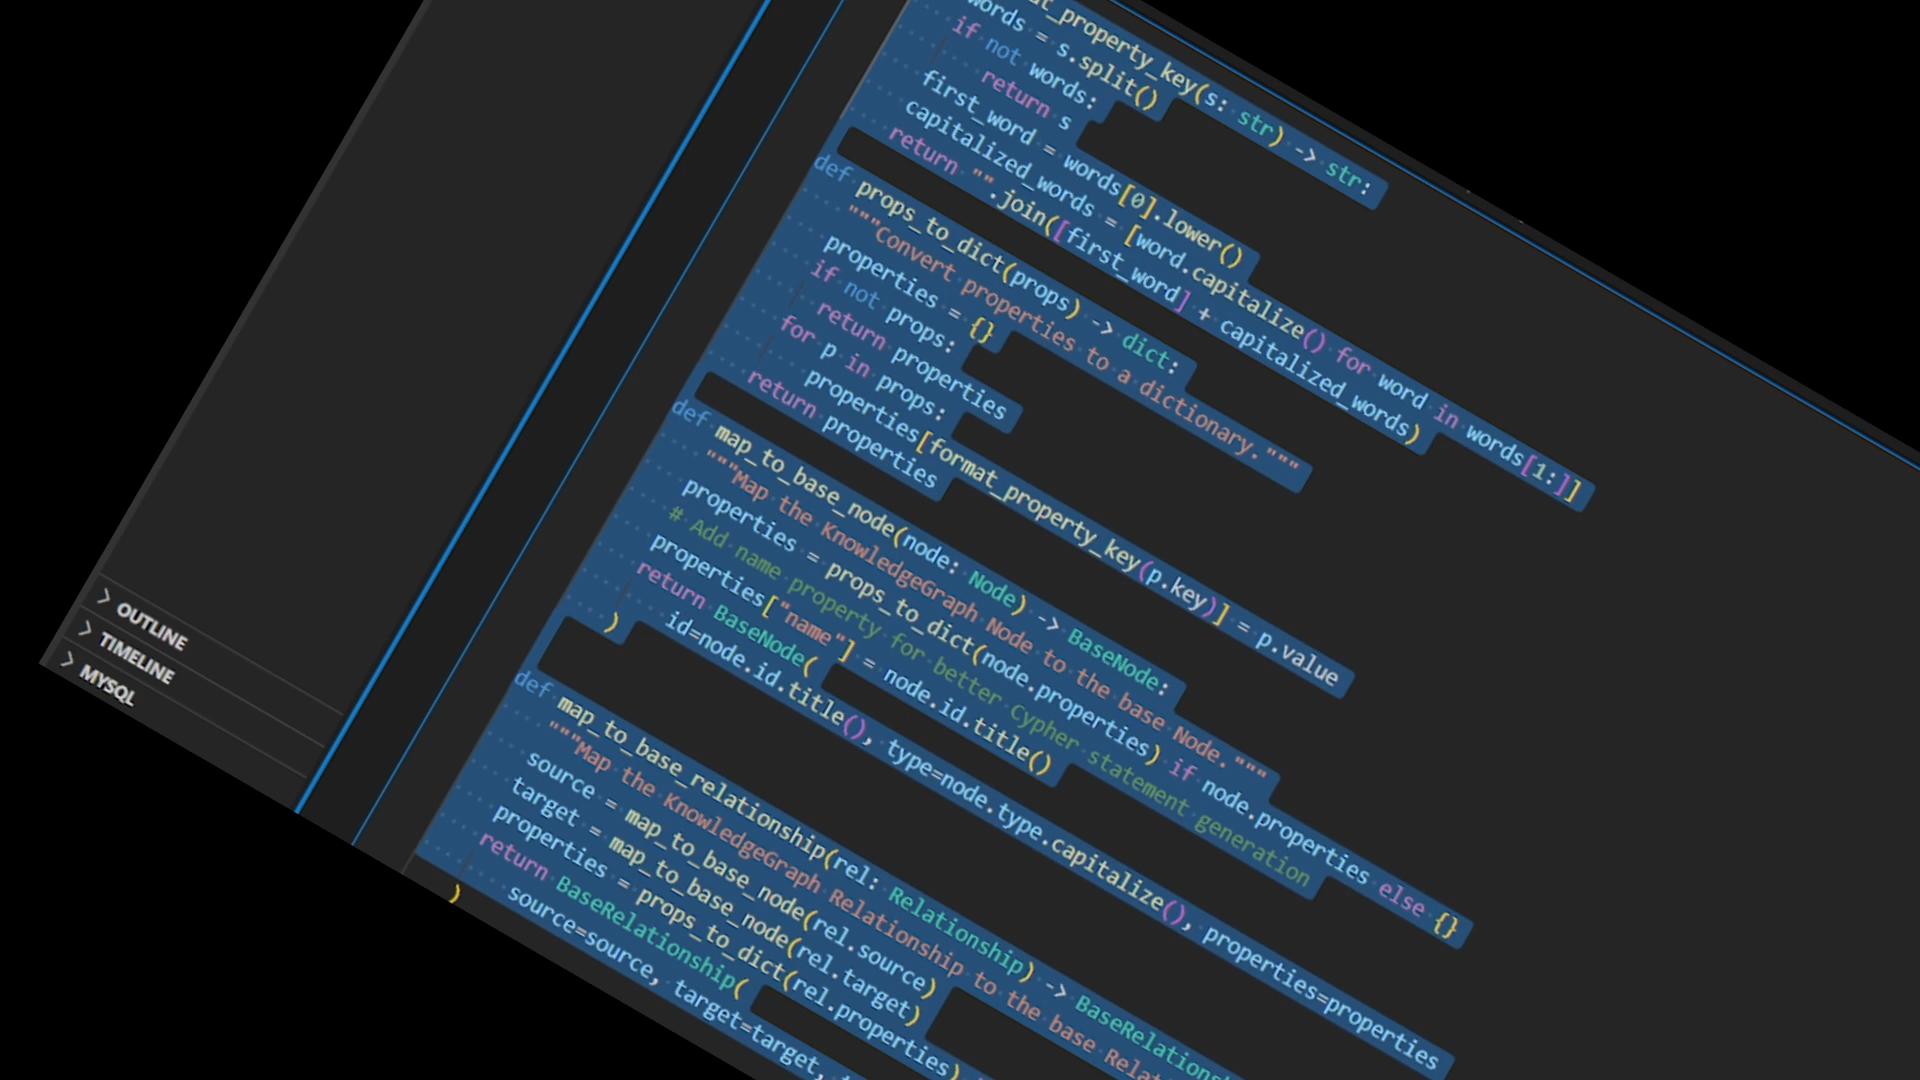 at_property_key(s: str) -> str:
words = s.split()
if not words:
return s
first_word = words[0].lower()
capitalized_words = [word.capitalize() for word in words[1:]]
return "".join([first_word] + capitalized_words)
def props_to_dict(props) -> dict:
"""Convert properties to a dictionary."""
properties = {}
if not props:
return properties
for p in props:
properties[format_property_key(p.key)] = p.value
return properties
def map_to_base_node(node: Node) -> BaseNode:
"""Map the KnowledgeGraph Node to the base Node."""
properties = props_to_dict(node.properties) if node.properties else {}
# Add name property for better Cypher statement generation
properties["name"] = node.id.title()
return BaseNode(
id=node.id.title(), type=node.type.capitalize(), properties=properties
)
def map_to_base_relationship(rel: Relationship) -> BaseRelations
"""Map the KnowledgeGraph Relationship to the base Relat
source = map_to_base_node(rel.source)
target = map_to_base_node(rel.target)
properties = props_to_dict(rel.properties)
return BaseRelationship(
source=source, target=target,
)
OUTLINE
TIMELINE
MYSQL